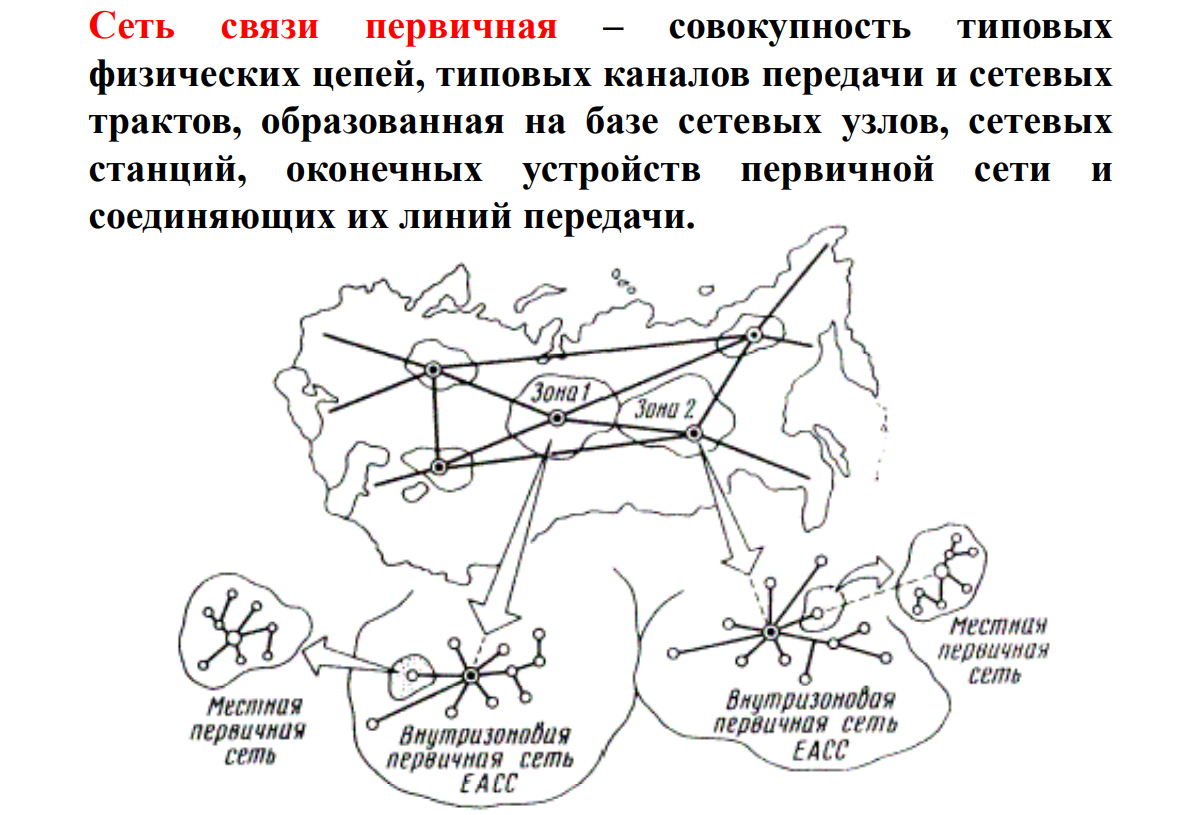 Сеть связи первичная – совокупность типовых
физических цепей, типовых каналов передачи и сетевых
трактов, образованная на базе сетевых узлов, сетевых
станций, оконечных устройств первичной сети и
соединяющих их линий передачи.
Зона 1
Зона 2
Местная
первичная
сеть
Внутризоновая
первичная сеть
ЕАСС
Внутризоновая
первичная сеть
ЕАСС
Местная
первичная
сеть